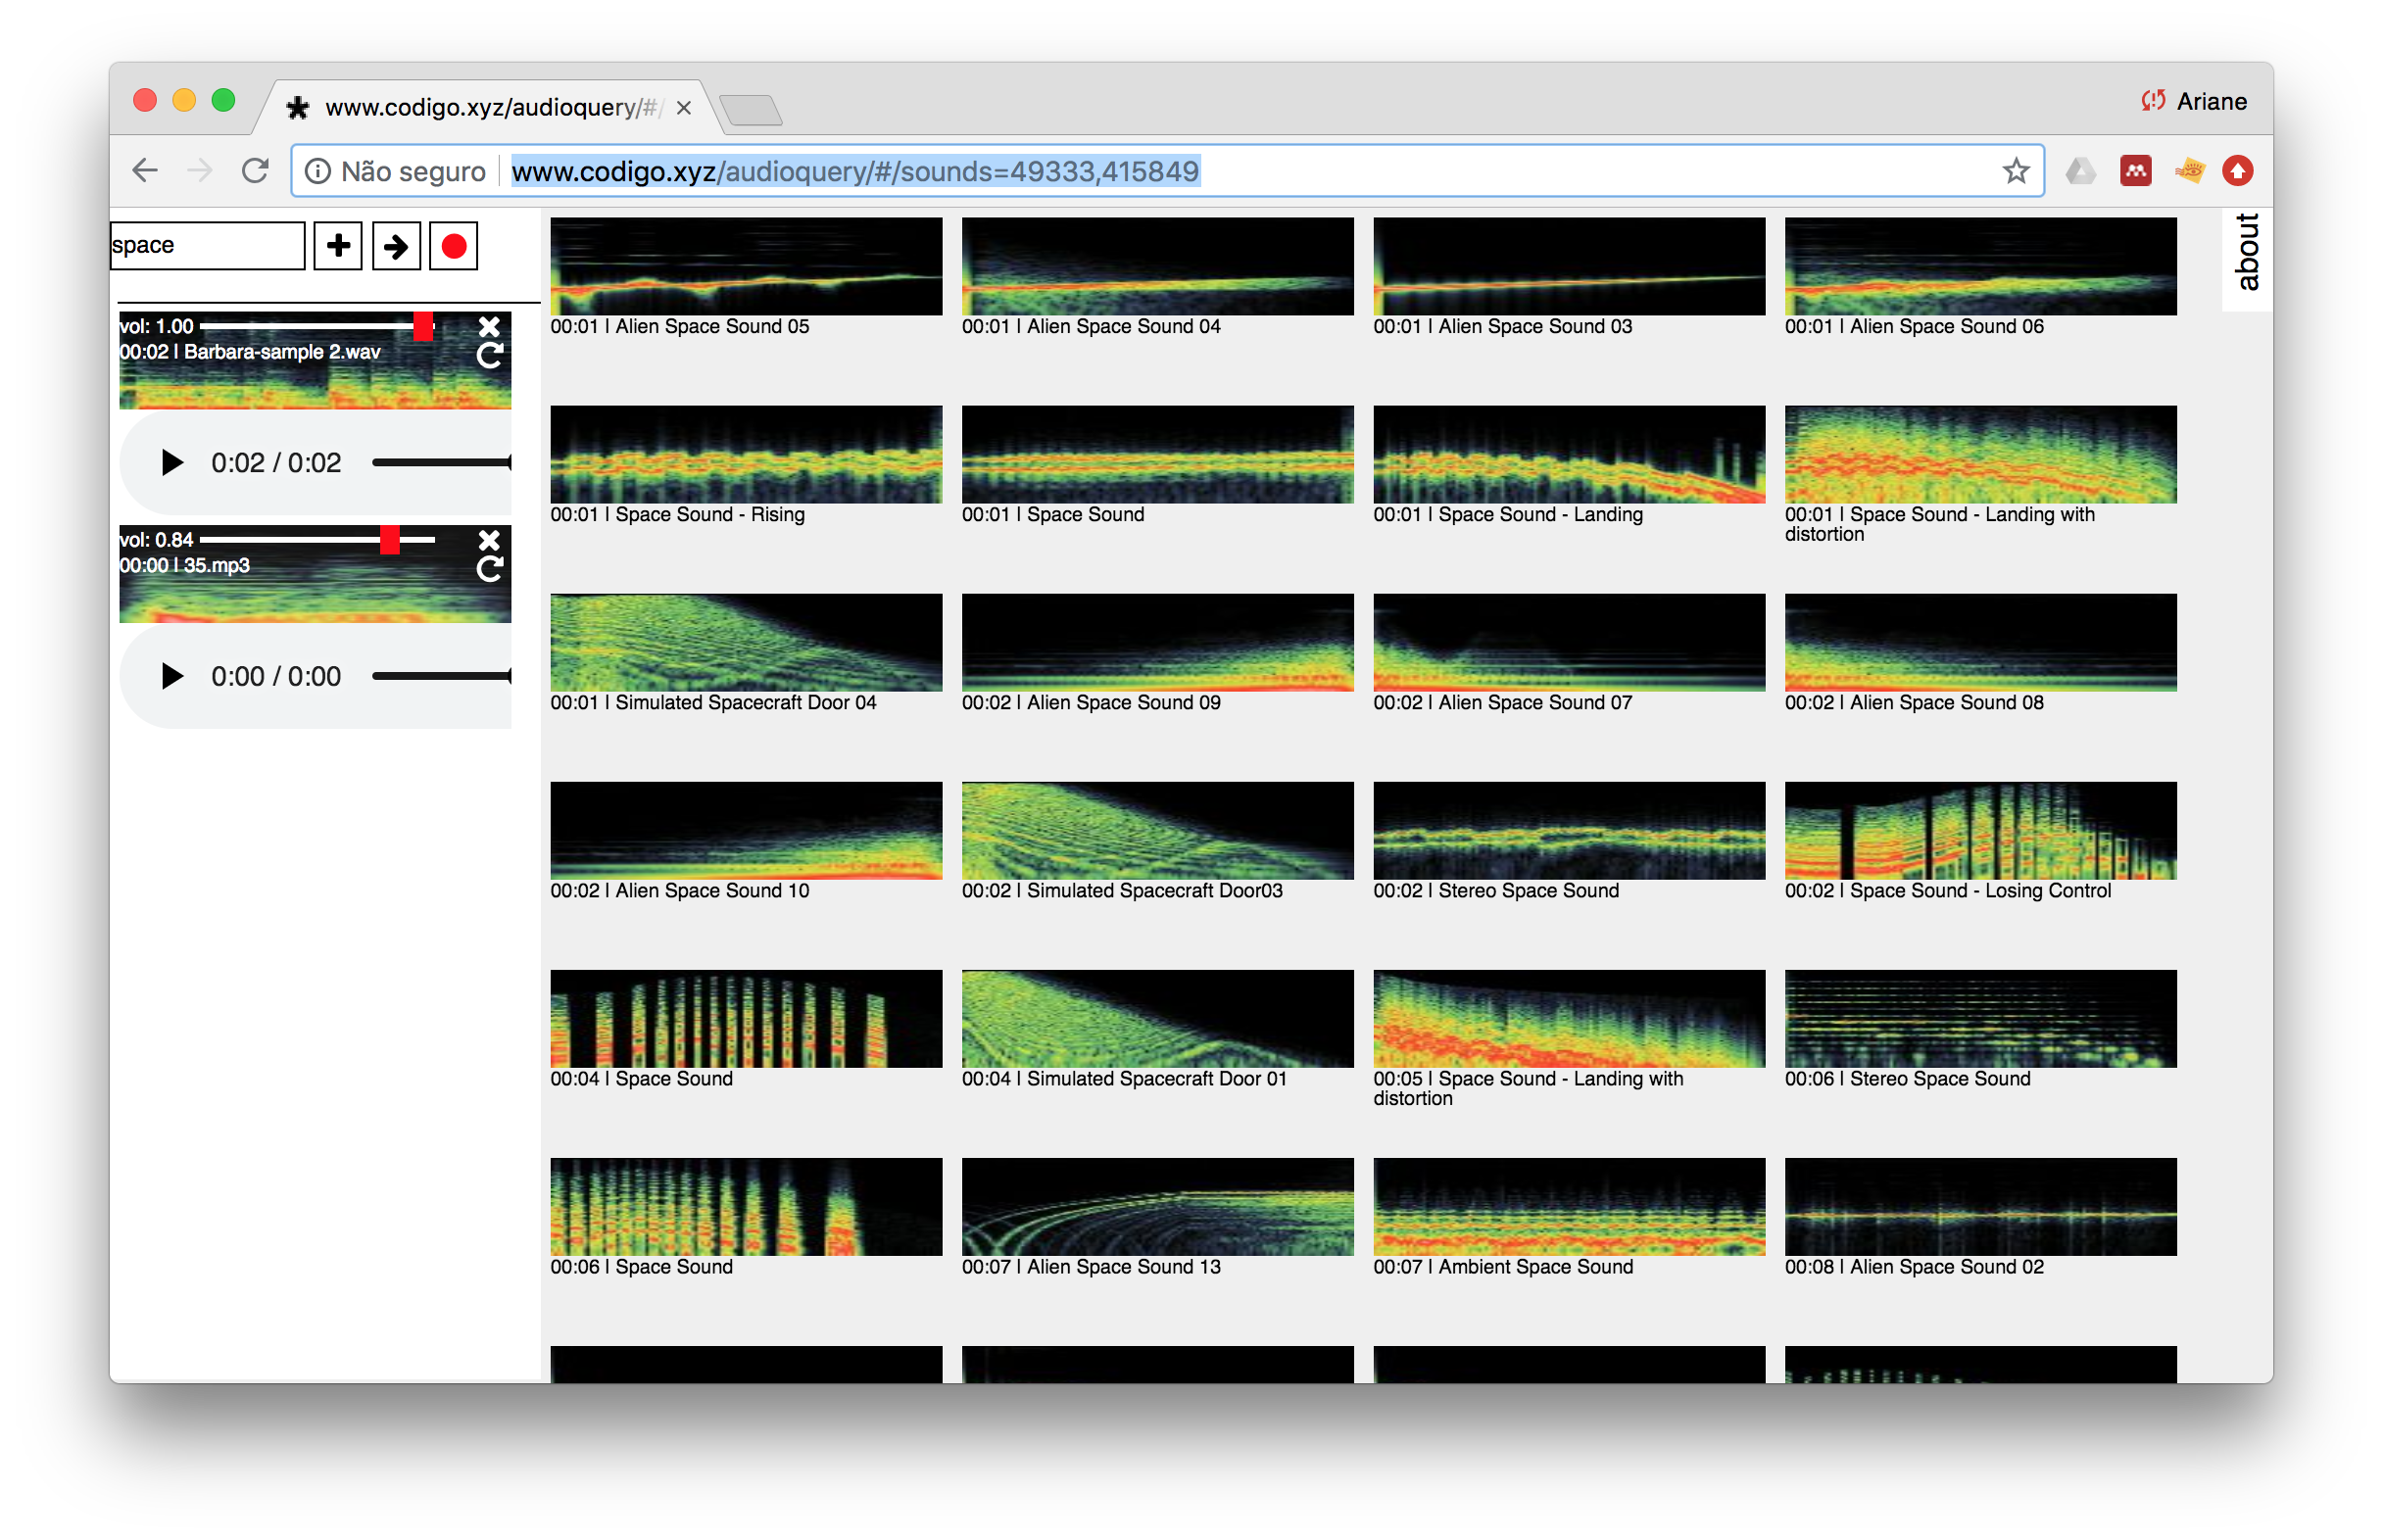 www.codigo.xyz/audioquery/#/
Ariane
Não seguro
www.codigo.xyz/audioquery/#/sounds=49333,415849
space
about
vol: 1.00
00:02 | Barbara-sample 2.wav
0:02 / 0:02
vol: 0.84
00:00 | 35.mp3
0:00 / 0:00
00:01 | Alien Space Sound 05
00:01 | Alien Space Sound 04
00:01 | Alien Space Sound 03
00:01 | Alien Space Sound 06
00:01 | Space Sound - Rising
00:01 | Space Sound
00:01 | Space Sound - Landing
00:01 | Space Sound - Landing with
distortion
00:01 | Simulated Spacecraft Door 04
00:02 | Alien Space Sound 09
00:02 | Alien Space Sound 07
00:02 | Alien Space Sound 08
00:02 | Alien Space Sound 10
00:02 | Simulated Spacecraft Door03
00:02 | Stereo Space Sound
00:02 | Space Sound - Losing Control
00:04 | Space Sound
00:04 | Simulated Spacecraft Door 01
00:05 | Space Sound - Landing with
distortion
00:06 | Stereo Space Sound
00:06 | Space Sound
00:07 | Alien Space Sound 13
00:07 | Ambient Space Sound
00:08 | Alien Space Sound 02